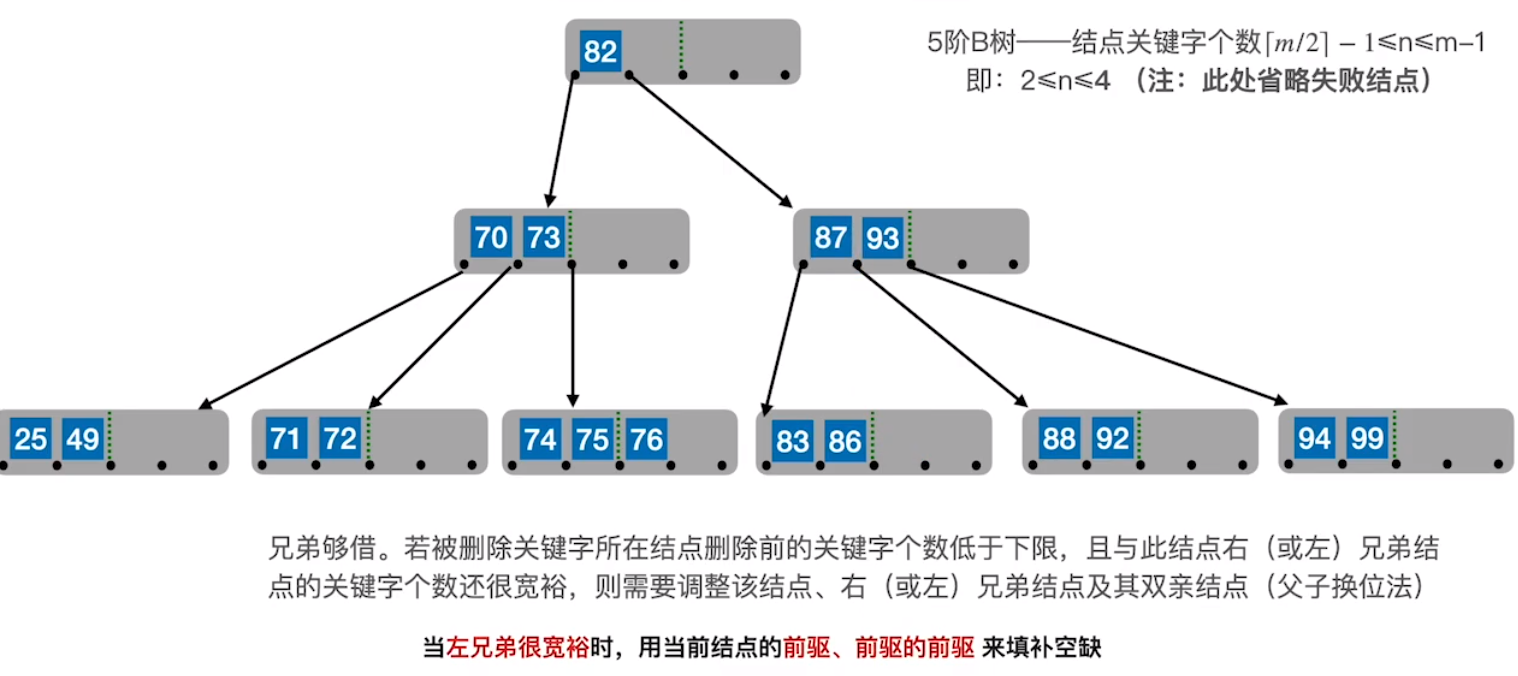 82
5阶B树——结点关键字个数⌈m/2⌉ − 1≤n≤m−1
即：2≤n≤4 （注：此处省略失败结点）
70 73
87 93
25 49
71 72
74 75 76
83 86
88 92
94 99
兄弟够借。若被删除关键字所在结点删除前的关键字个数低于下限，且与此结点右（或左）兄弟结
点的关键字个数还很宽裕，则需要调整该结点、右（或左）兄弟结点及其双亲结点（父子换位法）
当左兄弟很宽裕时，用当前结点的前驱、前驱的前驱 来填补空缺